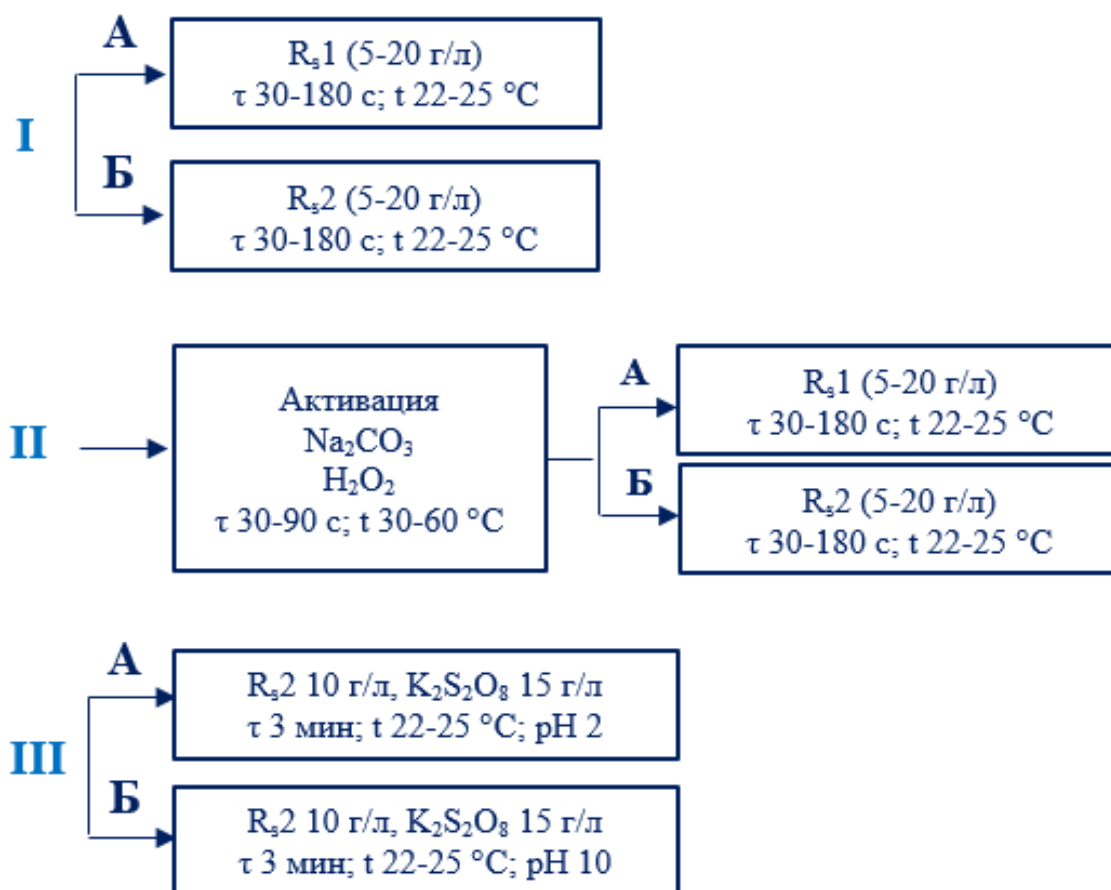 I
А
R₍s₎1 (5-20 г/л)
τ 30-180 с; t 22-25 °C
Б
R₍s₎2 (5-20 г/л)
τ 30-180 с; t 22-25 °C
II
Активация
Na₂CO₃
H₂O₂
τ 30-90 с; t 30-60 °C
А
Rₛ1 (5-20 г/л)
τ 30-180 с; t 22-25 °C
Б
Rₛ2 (5-20 г/л)
τ 30-180 с; t 22-25 °C
III
А
Rₛ2 10 г/л, K₂S₂O₈ 15 г/л
τ 3 мин; t 22-25 °C; pH 2
Б
Rₛ2 10 г/л, K₂S₂O₈ 15 г/л
τ 3 мин; t 22-25 °C; pH 10